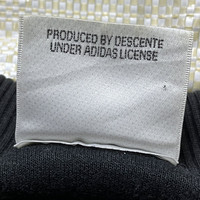 PRODUCED BY DESCENTE
UNDER ADIDAS LICENSE